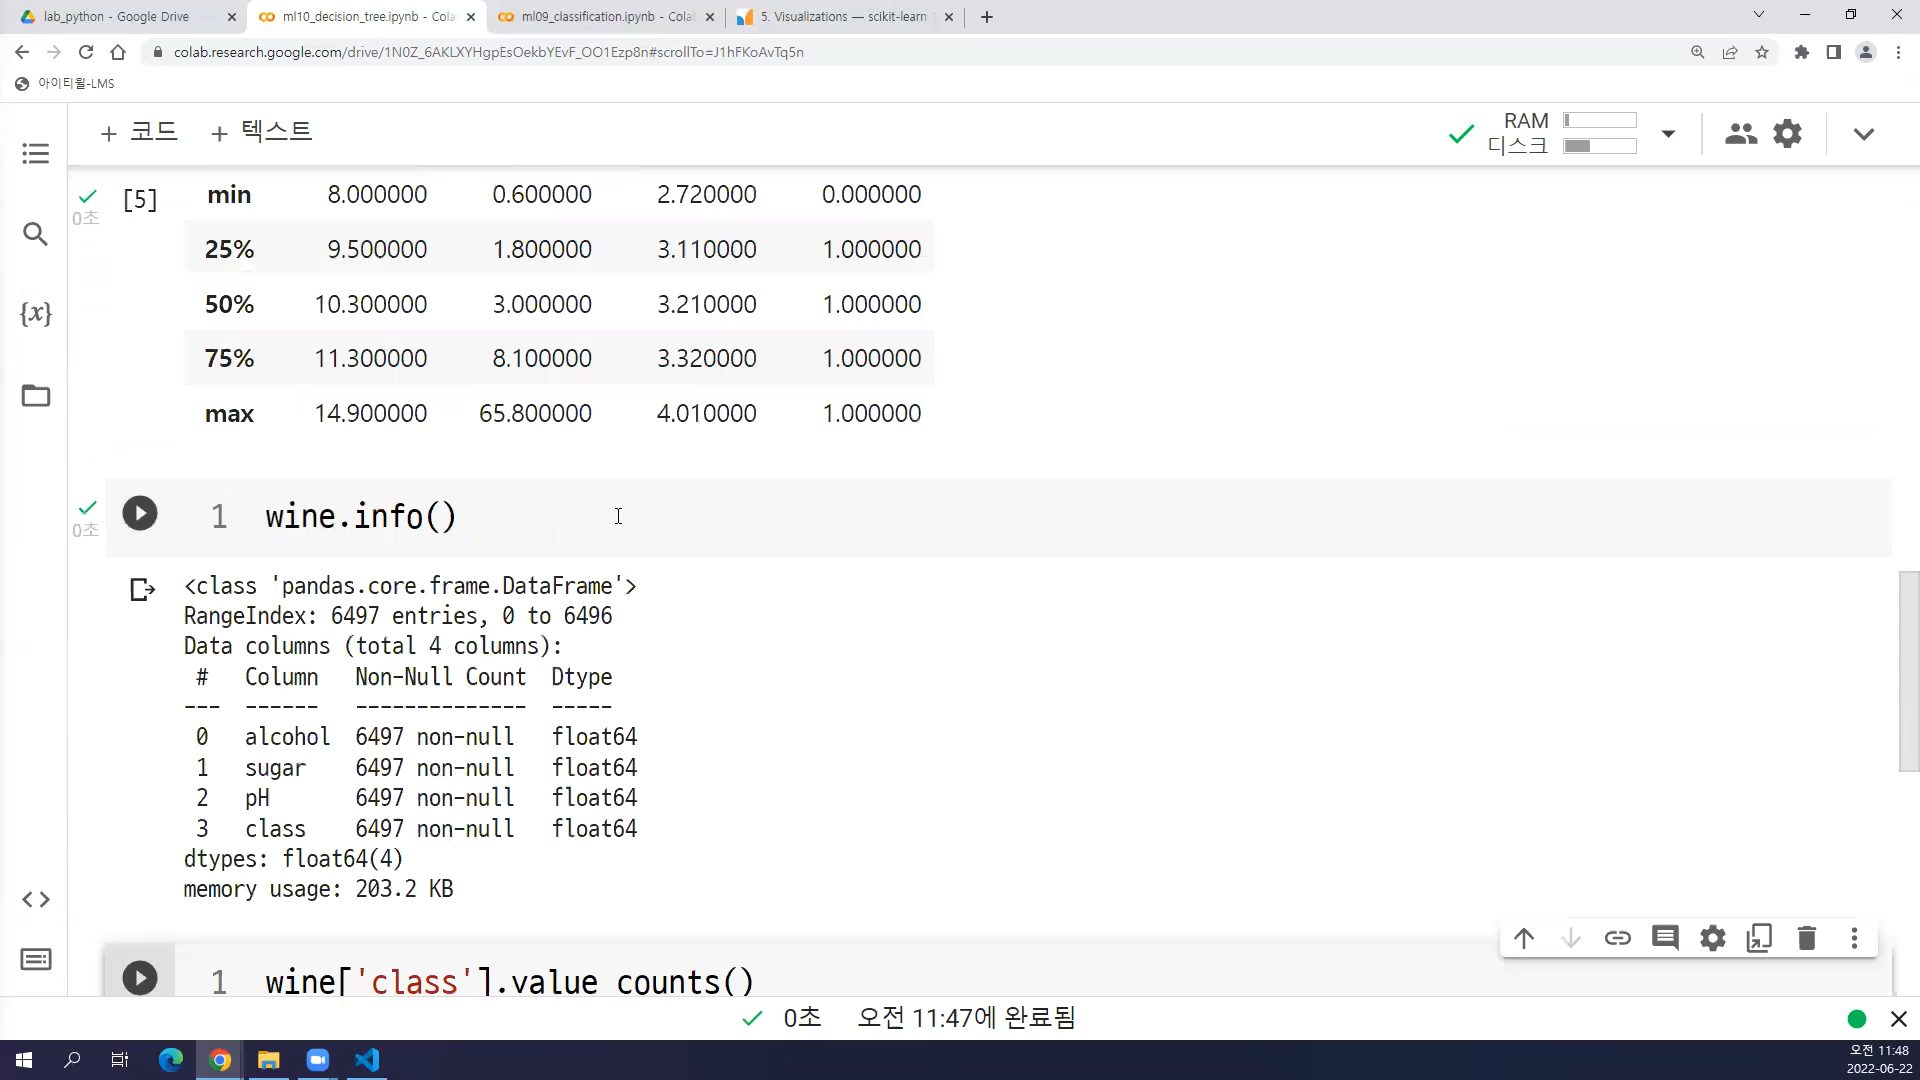 lab_python - Google Drive
ml10_decision_tree.ipynb - Cola
ml09_classification.ipynb - Cola
5. Visualizations — scikit-learn
colab.research.google.com/drive/1N0Z_6AKLXYHgpEsOekbYEvF_OO1Ezp8n#scrollTo=J1hFKoAvTq5n
아이티윌-LMS
+ 코드 + 텍스트
RAM
디스크
[5] min 8.000000 0.600000 2.720000 0.000000
0초
25% 9.500000 1.800000 3.110000 1.000000
50% 10.300000 3.000000 3.210000 1.000000
{x}
75% 11.300000 8.100000 3.320000 1.000000
max 14.900000 65.800000 4.010000 1.000000
1 wine.info()
0초
<class 'pandas.core.frame.DataFrame'>
RangeIndex: 6497 entries, 0 to 6496
Data columns (total 4 columns):
# Column Non-Null Count Dtype
--- ------ -------------- -----
0 alcohol 6497 non-null float64
1 sugar 6497 non-null float64
2 pH 6497 non-null float64
3 class 6497 non-null float64
dtypes: float64(4)
memory usage: 203.2 KB
1 wine['class'].value_counts()
0초 오전 11:47에 완료됨
오전 11:48
2022-06-22